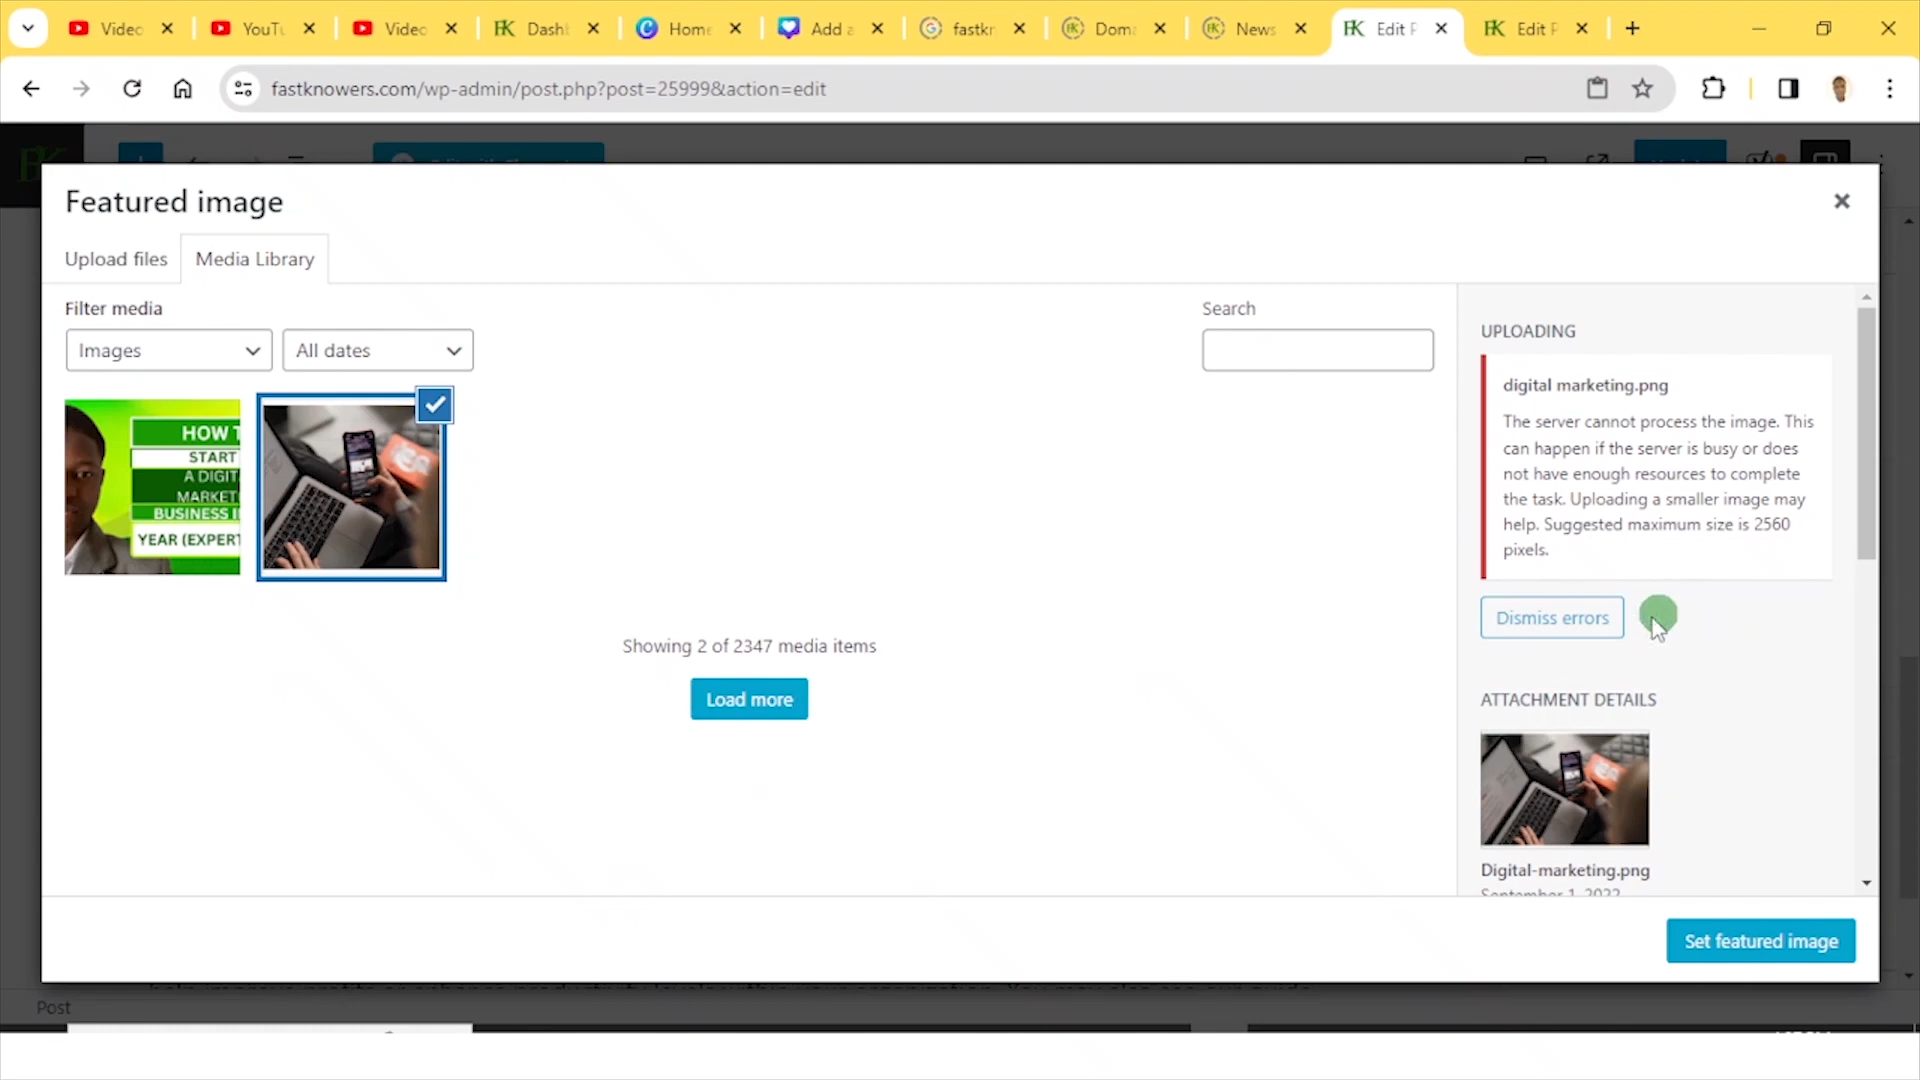 Video
YouTu
Video
Dashb
Home
Add a
fastkr
Doma
News
Edit P
Edit P
fastknowers.com/wp-admin/post.php?post=25999&action=edit
Featured image
Upload files
Media Library
Filter media
Search
Images
All dates
HOW T
START
A DIGIT
MARKET
BUSINESS I
YEAR (EXPERT
Showing 2 of 2347 media items
Load more
UPLOADING
digital marketing.png
The server cannot process the image. This
can happen if the server is busy or does
not have enough resources to complete
the task. Uploading a smaller image may
help. Suggested maximum size is 2560
pixels.
Dismiss errors
ATTACHMENT DETAILS
Digital-marketing.png
September 1, 2022
Set featured image
Post